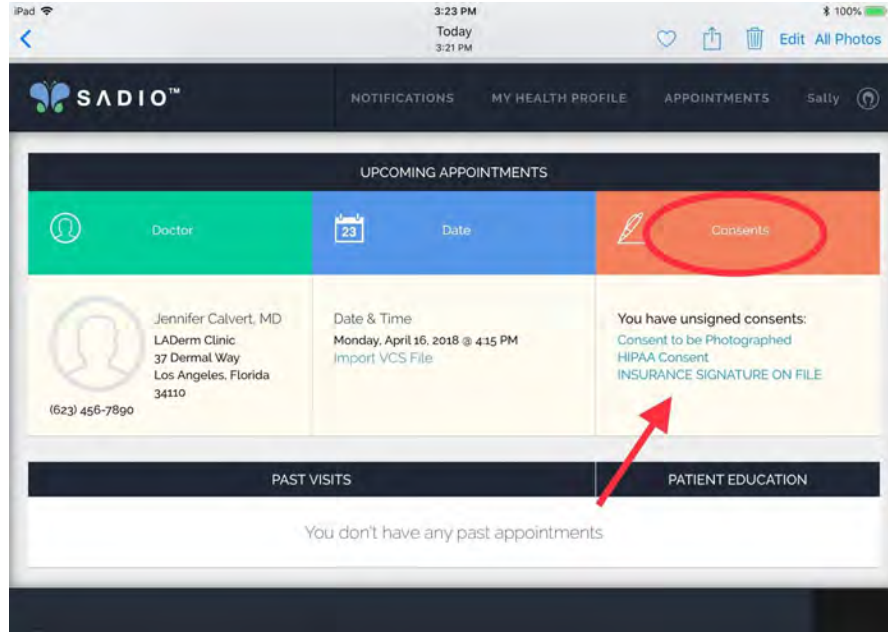 iPad 3:23 PM 100%
Today
3:21 PM
Edit All Photos
SΛDIO™ NOTIFICATIONS MY HEALTH PROFILE APPOINTMENTS Sally
UPCOMING APPOINTMENTS
Doctor
23 Date
Consents
Jennifer Calvert, MD
LADerm Clinic
37 Dermal Way
Los Angeles, Florida
34110
(623) 456-7890
Date & Time
Monday, April 16, 2018 @ 4:15 PM
Import VCS File
You have unsigned consents:
Consent to be Photographed
HIPAA Consent
INSURANCE SIGNATURE ON FILE
PAST VISITS
PATIENT EDUCATION
You don't have any past appointments